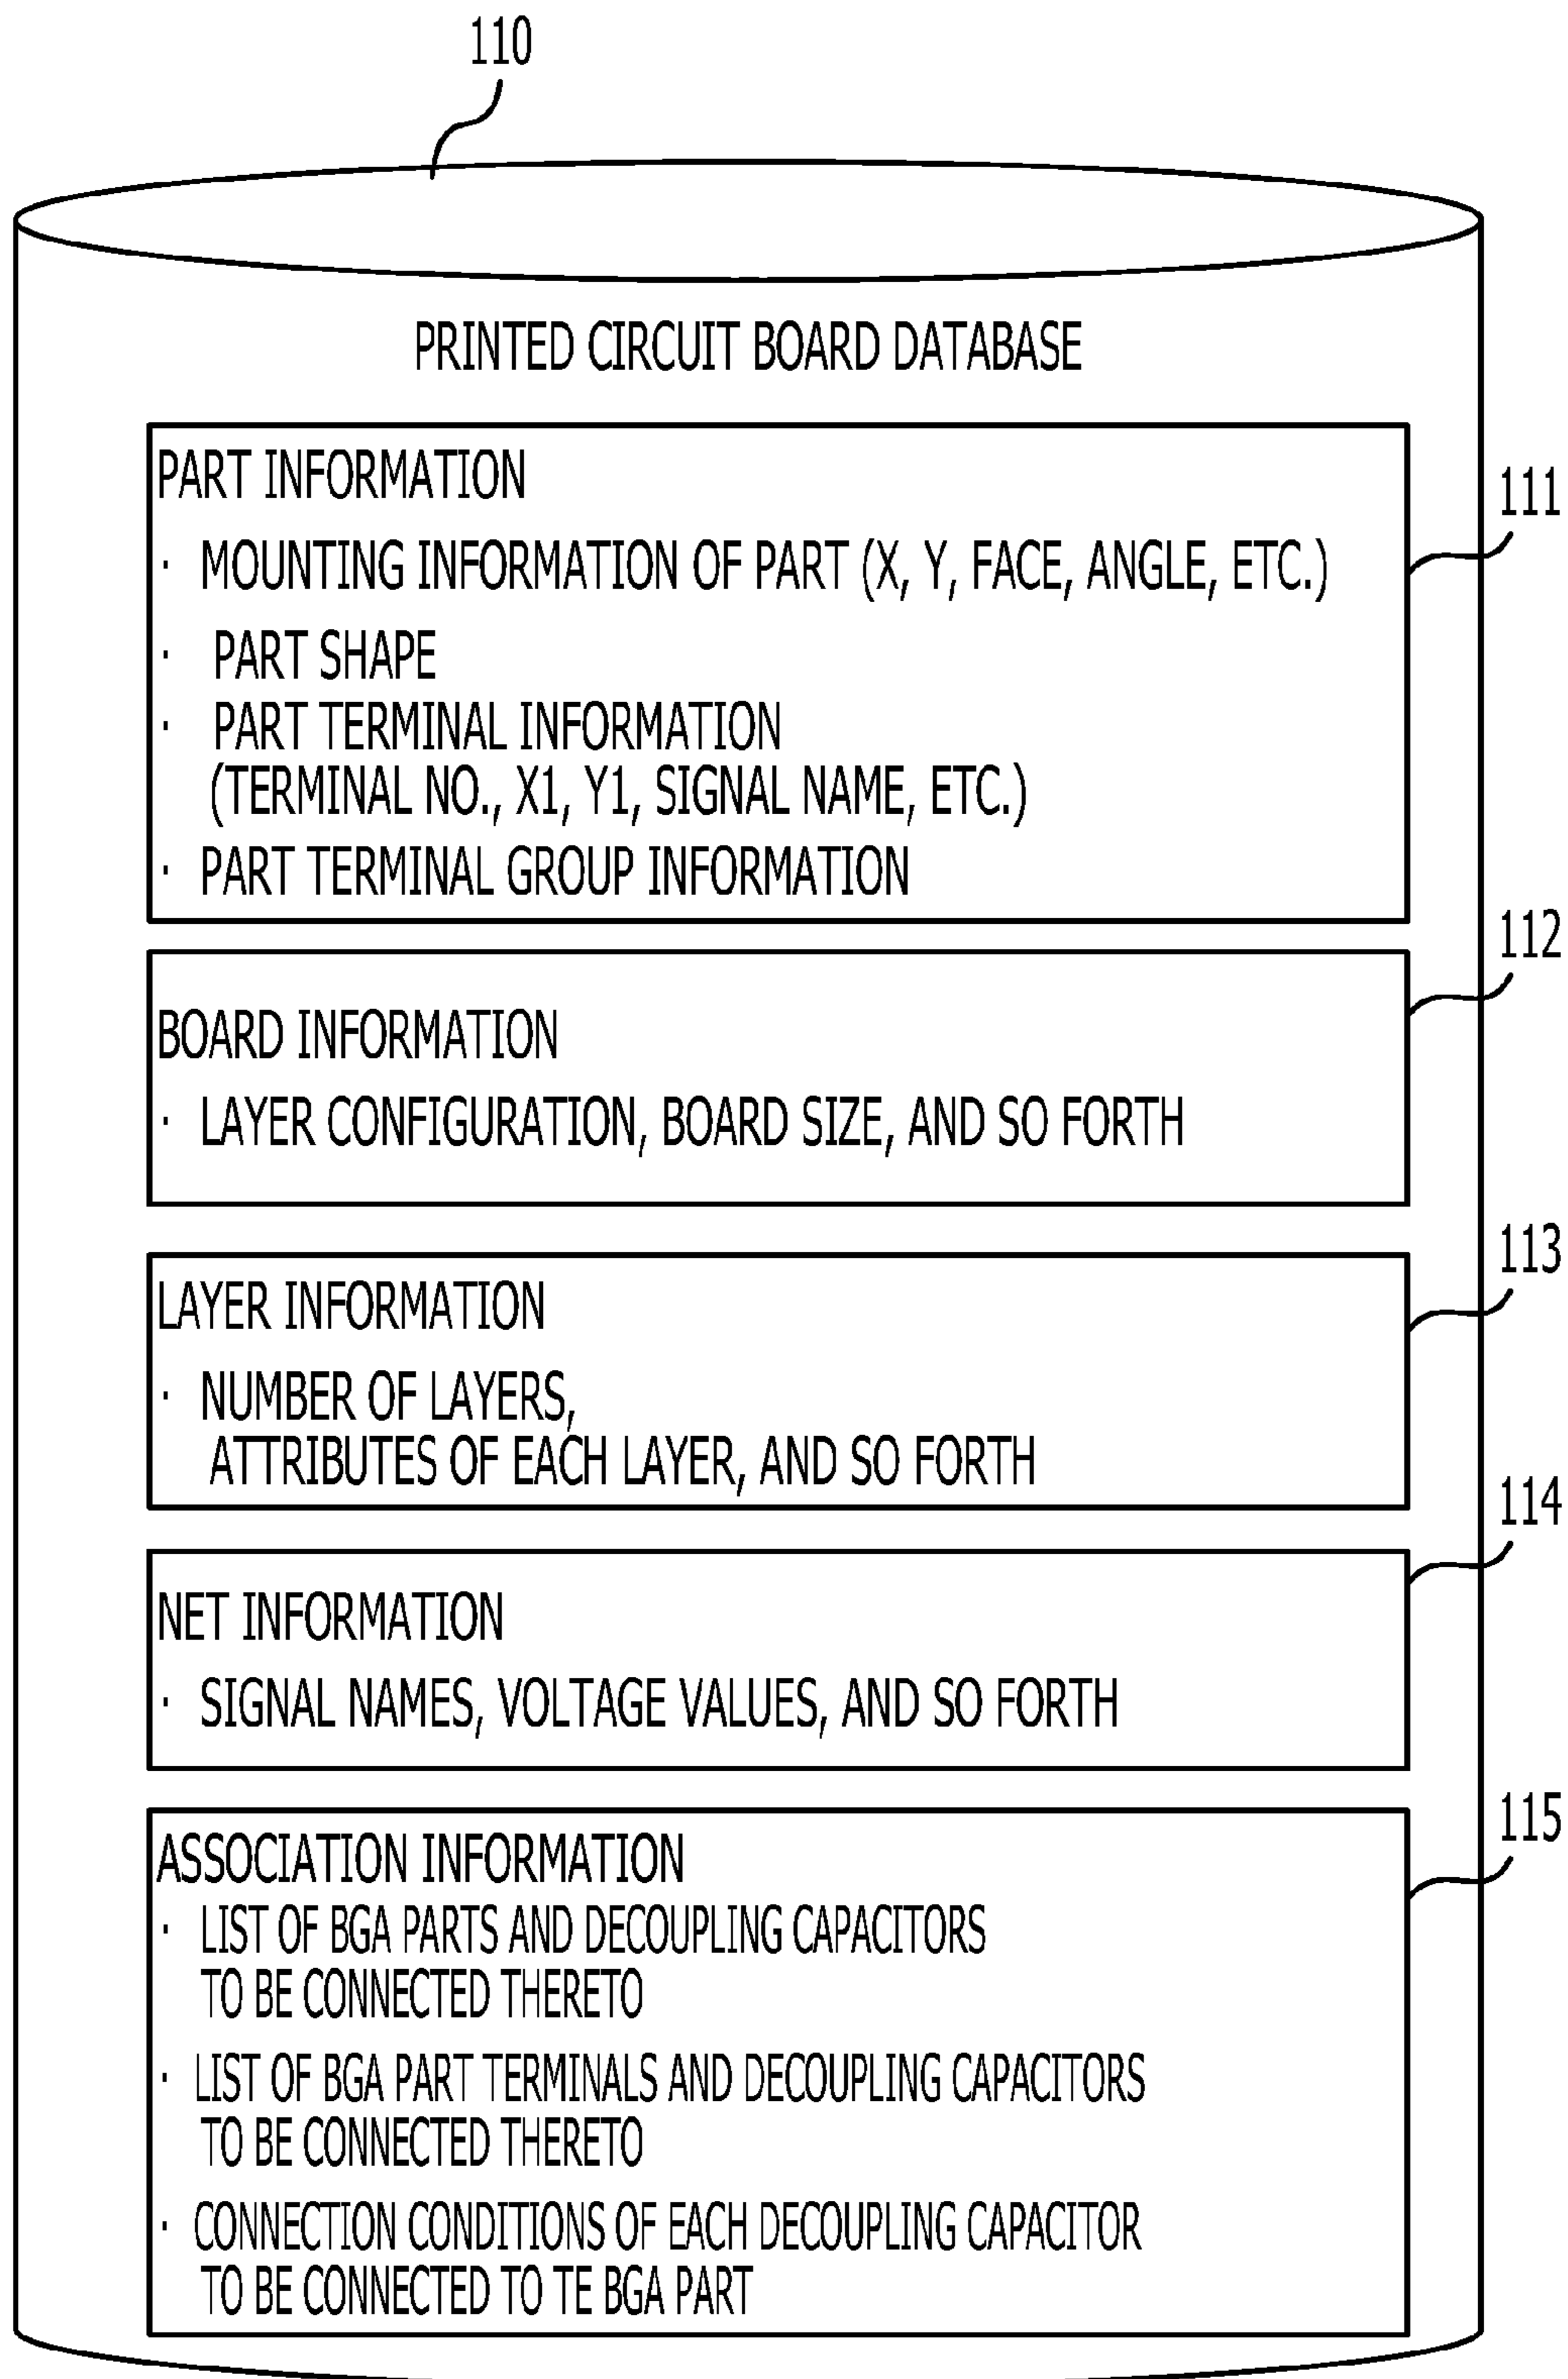 110
PRINTED CIRCUIT BOARD DATABASE
PART INFORMATION
111
· MOUNTING INFORMATION OF PART (X, Y, FACE, ANGLE, ETC.)
· PART SHAPE
· PART TERMINAL INFORMATION
(TERMINAL NO., X1, Y1, SIGNAL NAME, ETC.)
· PART TERMINAL GROUP INFORMATION
112
BOARD INFORMATION
· LAYER CONFIGURATION, BOARD SIZE, AND SO FORTH
113
LAYER INFORMATION
· NUMBER OF LAYERS,
ATTRIBUTES OF EACH LAYER, AND SO FORTH
114
NET INFORMATION
· SIGNAL NAMES, VOLTAGE VALUES, AND SO FORTH
115
ASSOCIATION INFORMATION
· LIST OF BGA PARTS AND DECOUPLING CAPACITORS
TO BE CONNECTED THERETO
· LIST OF BGA PART TERMINALS AND DECOUPLING CAPACITORS
TO BE CONNECTED THERETO
· CONNECTION CONDITIONS OF EACH DECOUPLING CAPACITOR
TO BE CONNECTED TO TE BGA PART